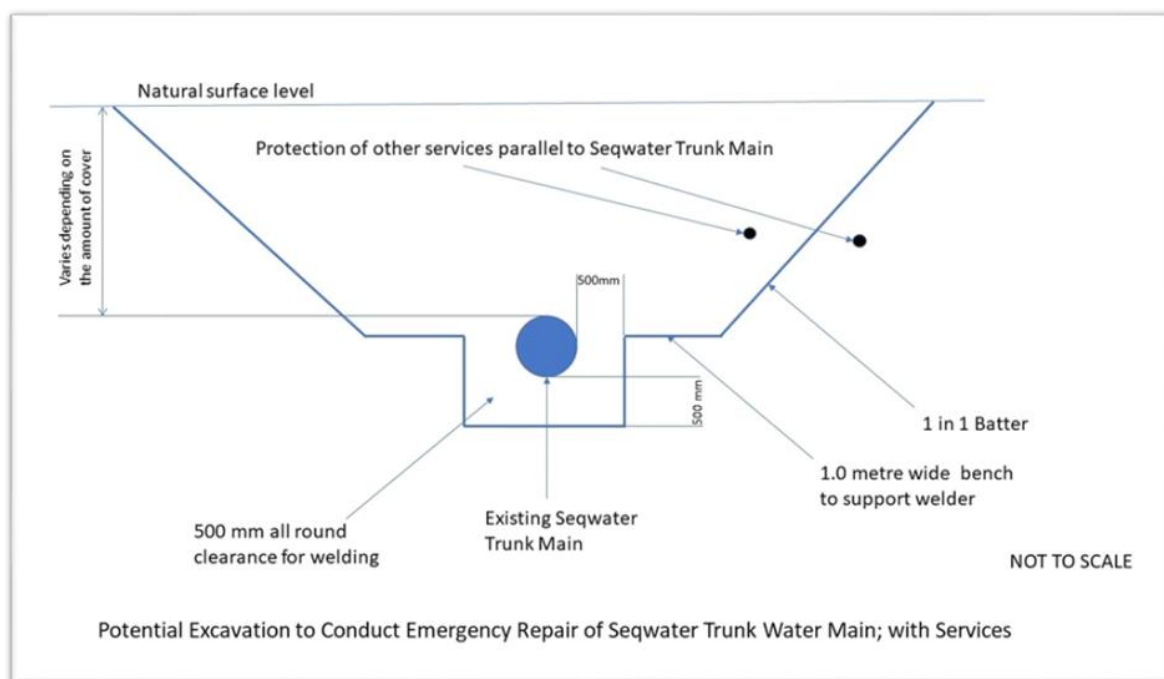 Natural surface level
Protection of other services parallel to Seqwater Trunk Main
Varies depending on
the amount of cover
500mm
500 mm
1 in 1 Batter
1.0 metre wide bench
to support welder
500 mm all round
clearance for welding
Existing Seqwater
Trunk Main
NOT TO SCALE
Potential Excavation to Conduct Emergency Repair of Seqwater Trunk Water Main; with Services